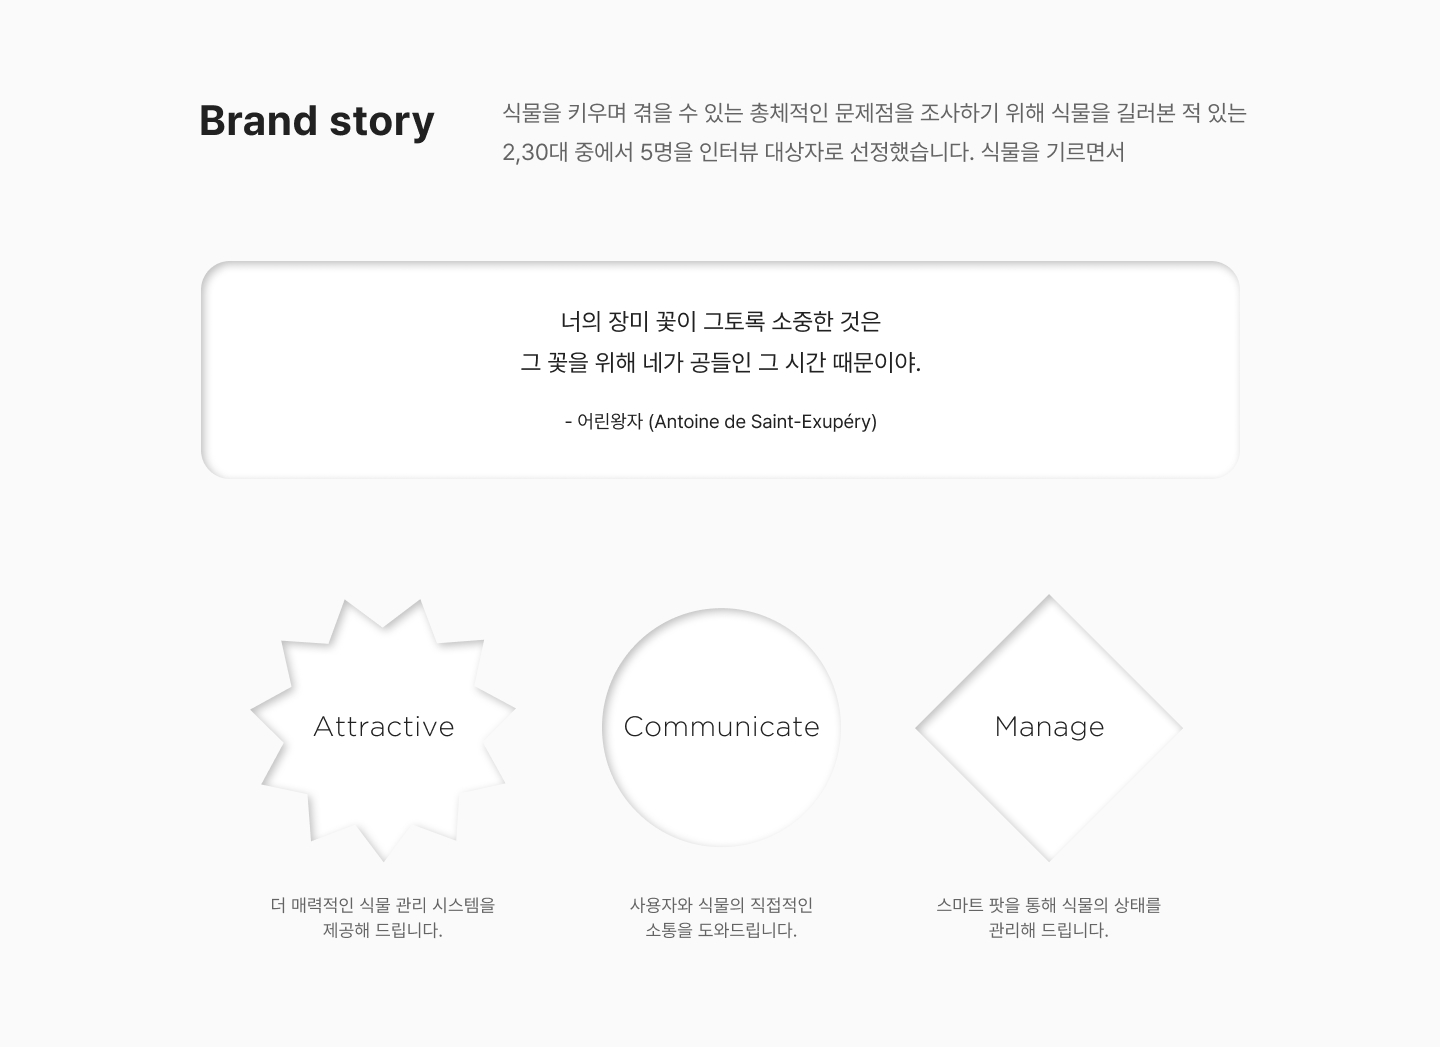 Brand story
식물을 키우며 겪을 수 있는 총체적인 문제점을 조사하기 위해 식물을 길러본 적 있는
2,30대 중에서 5명을 인터뷰 대상자로 선정했습니다. 식물을 기르면서
너의 장미 꽃이 그토록 소중한 것은
그 꽃을 위해 네가 공들인 그 시간 때문이야.
- 어린왕자 (Antoine de Saint-Exupéry)
Attractive
더 매력적인 식물 관리 시스템을
제공해 드립니다.
Communicate
사용자와 식물의 직접적인
소통을 도와드립니다.
Manage
스마트 팟을 통해 식물의 상태를
관리해 드립니다.